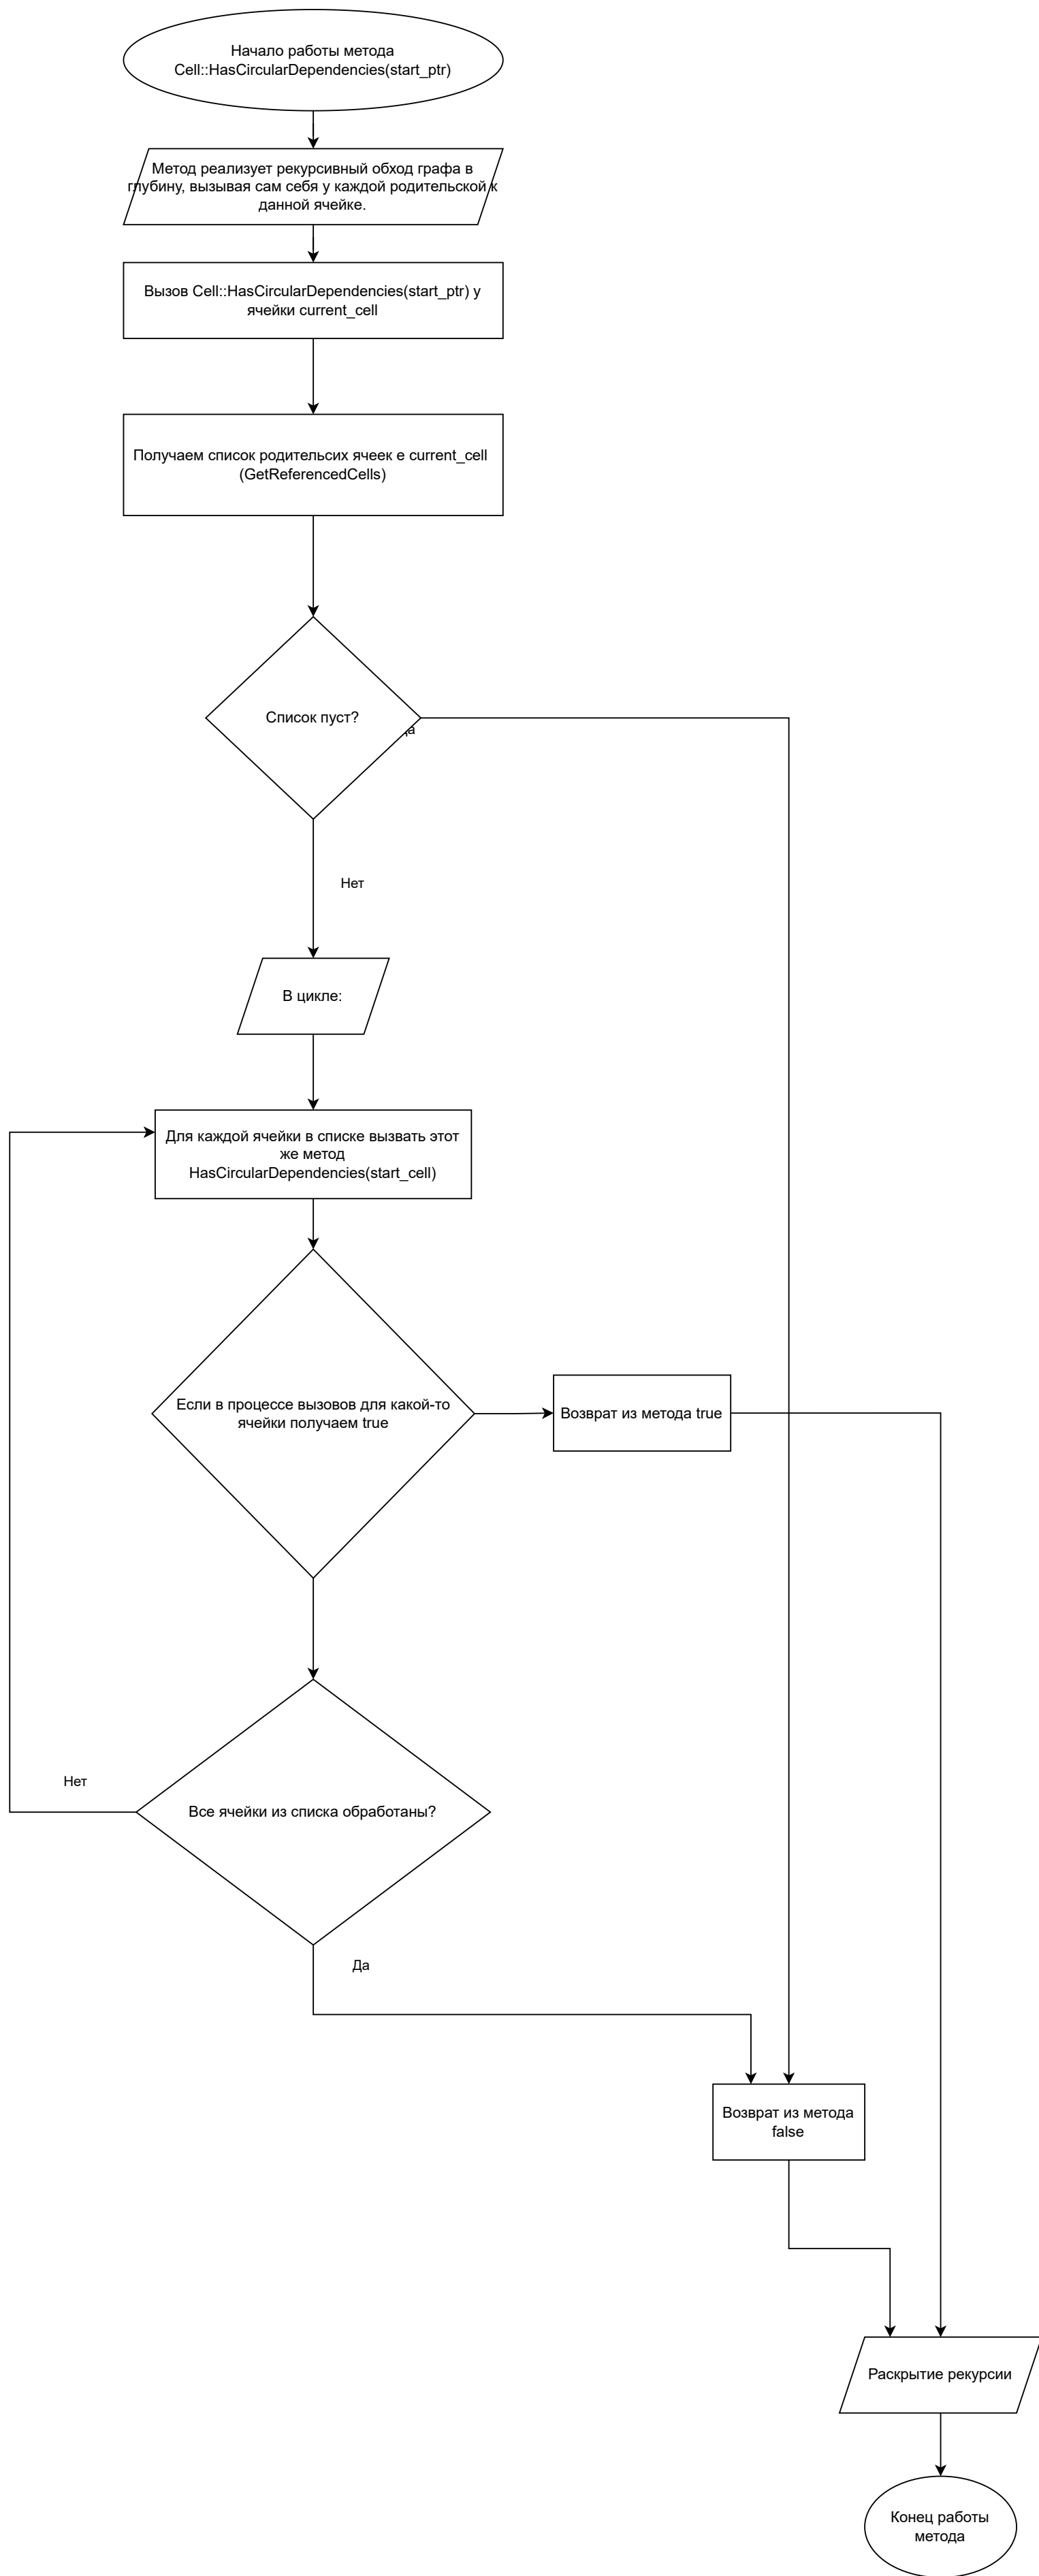 Начало работы метода
Cell::HasCircularDependencies(start_ptr)
Метод реализует рекурсивный обход графа в
глубину, вызывая сам себя у каждой родительской к
данной ячейке.
Вызов Cell::HasCircularDependencies(start_ptr) у
ячейки current_cell
Получаем список родительсих ячеек е current_cell
(GetReferencedCells)
Список пуст?
Нет
В цикле:
Для каждой ячейки в списке вызвать этот
же метод
HasCircularDependencies(start_cell)
Если в процессе вызовов для какой-то
ячейки получаем true
Возврат из метода true
Нет
Все ячейки из списка обработаны?
Да
Возврат из метода
false
Раскрытие рекурсии
Конец работы
метода